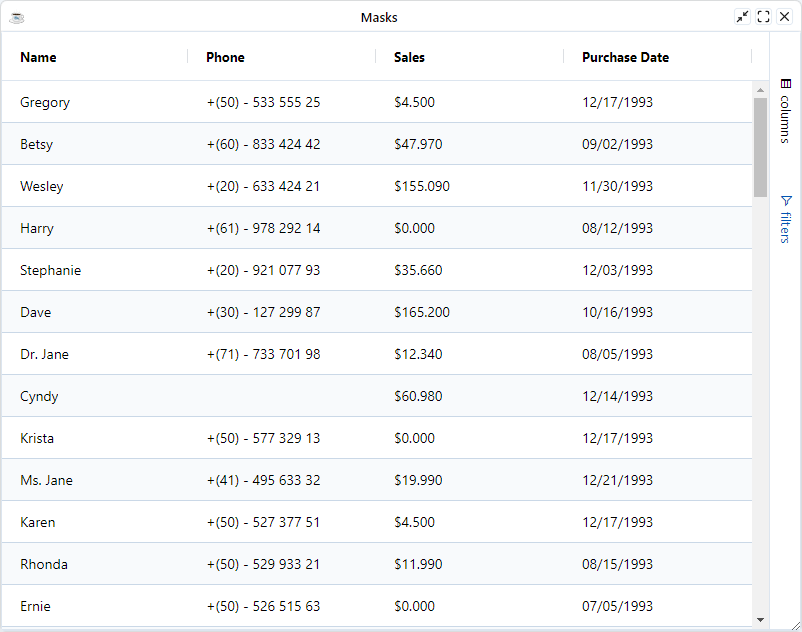 Masks
Name Phone Sales Purchase Date
Gregory +(50) - 533 555 25 $4.500 12/17/1993
Betsy +(60) - 833 424 42 $47.970 09/02/1993
Wesley +(20) - 633 424 21 $155.090 11/30/1993
Harry +(61) - 978 292 14 $0.000 08/12/1993
Stephanie +(20) - 921 077 93 $35.660 12/03/1993
Dave +(30) - 127 299 87 $165.200 10/16/1993
Dr. Jane +(71) - 733 701 98 $12.340 08/05/1993
Cyndy $60.980 12/14/1993
Krista +(50) - 577 329 13 $0.000 12/17/1993
Ms. Jane +(41) - 495 633 32 $19.990 12/21/1993
Karen +(50) - 527 377 51 $4.500 12/17/1993
Rhonda +(50) - 529 933 21 $11.990 08/15/1993
Ernie +(50) - 526 515 63 $0.000 07/05/1993
columns
filters